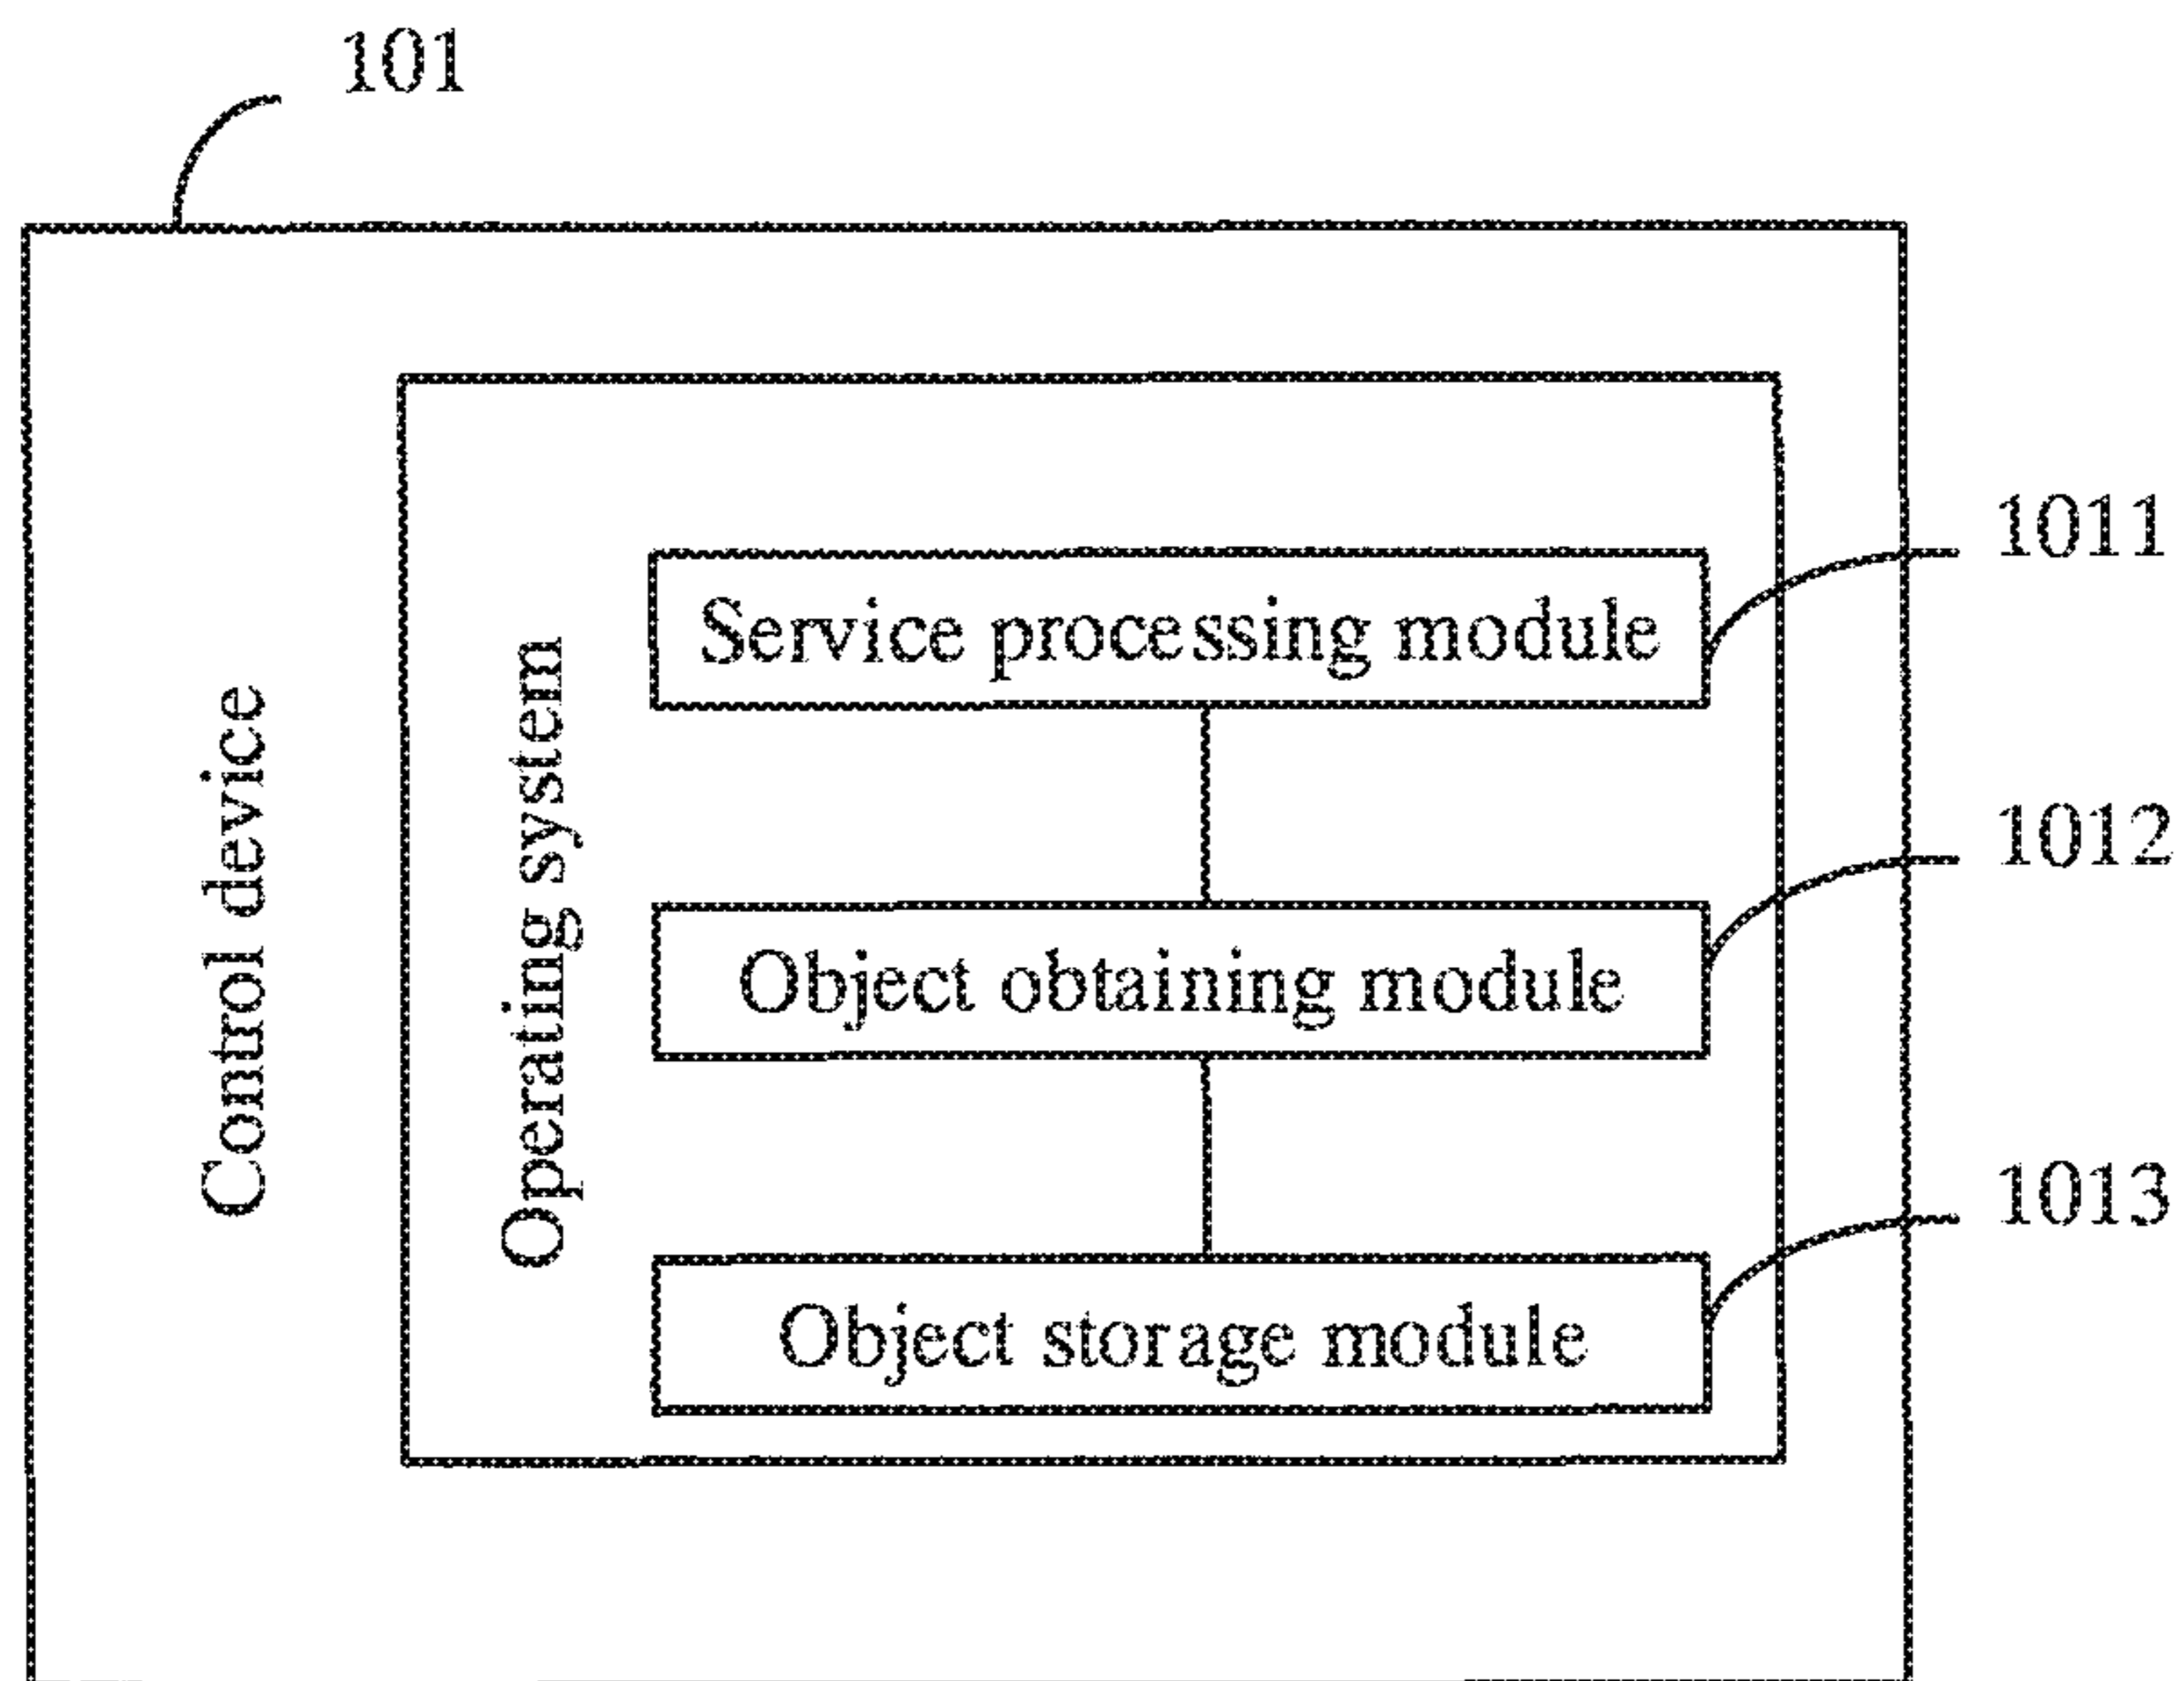 101
Control device
Operating system
Service processing module
1011
Object obtaining module
1012
Object storage module
1013